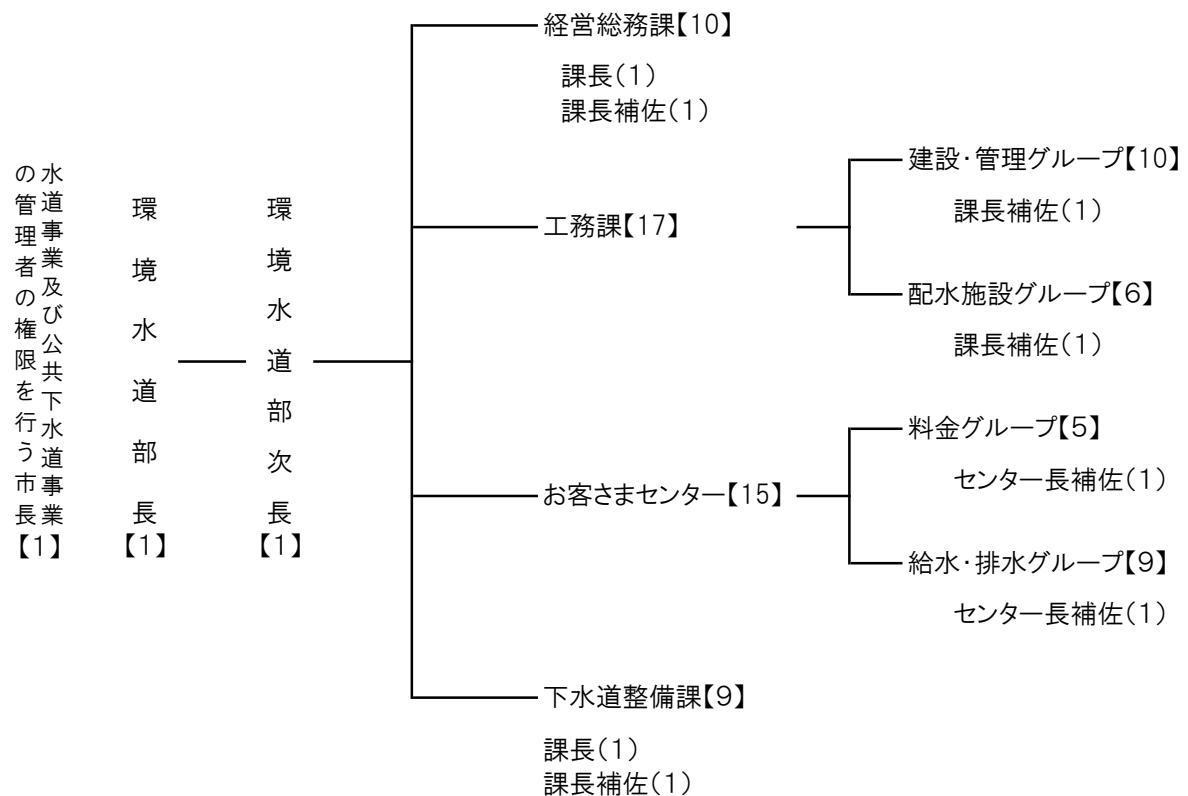 水道事業及び公共下水道事業
の管理者の権限を行う市長
【1】
環境水道部長
【1】
環境水道部次長
【1】
経営総務課【10】
課長（1）
課長補佐（1）
工務課【17】
建設・管理グループ【10】
課長補佐（1）
配水施設グループ【6】
課長補佐（1）
お客さまセンター【15】
料金グループ【5】
センター長補佐（1）
給水・排水グループ【9】
センター長補佐（1）
下水道整備課【9】
課長（1）
課長補佐（1）